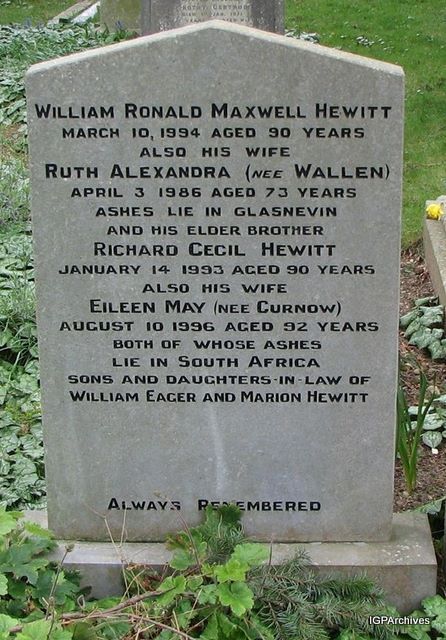 WILLIAM RONALD MAXWELL HEWITT
MARCH 10, 1994 AGED 90 YEARS
ALSO HIS WIFE
RUTH ALEXANDRA (NEE WALLEN)
APRIL 3 1986 AGED 73 YEARS
ASHES LIE IN GLASNEVIN
AND HIS ELDER BROTHER
RICHARD CECIL HEWITT
JANUARY 14 1993 AGED 90 YEARS
ALSO HIS WIFE
EILEEN MAY (NEE CURNOW)
AUGUST 10 1996 AGED 92 YEARS
BOTH OF WHOSE ASHES
LIE IN SOUTH AFRICA
SONS AND DAUGHTERS-IN-LAW OF
WILLIAM EAGER AND MARION HEWITT
ALWAYS REMEMBERED
IGPArchives